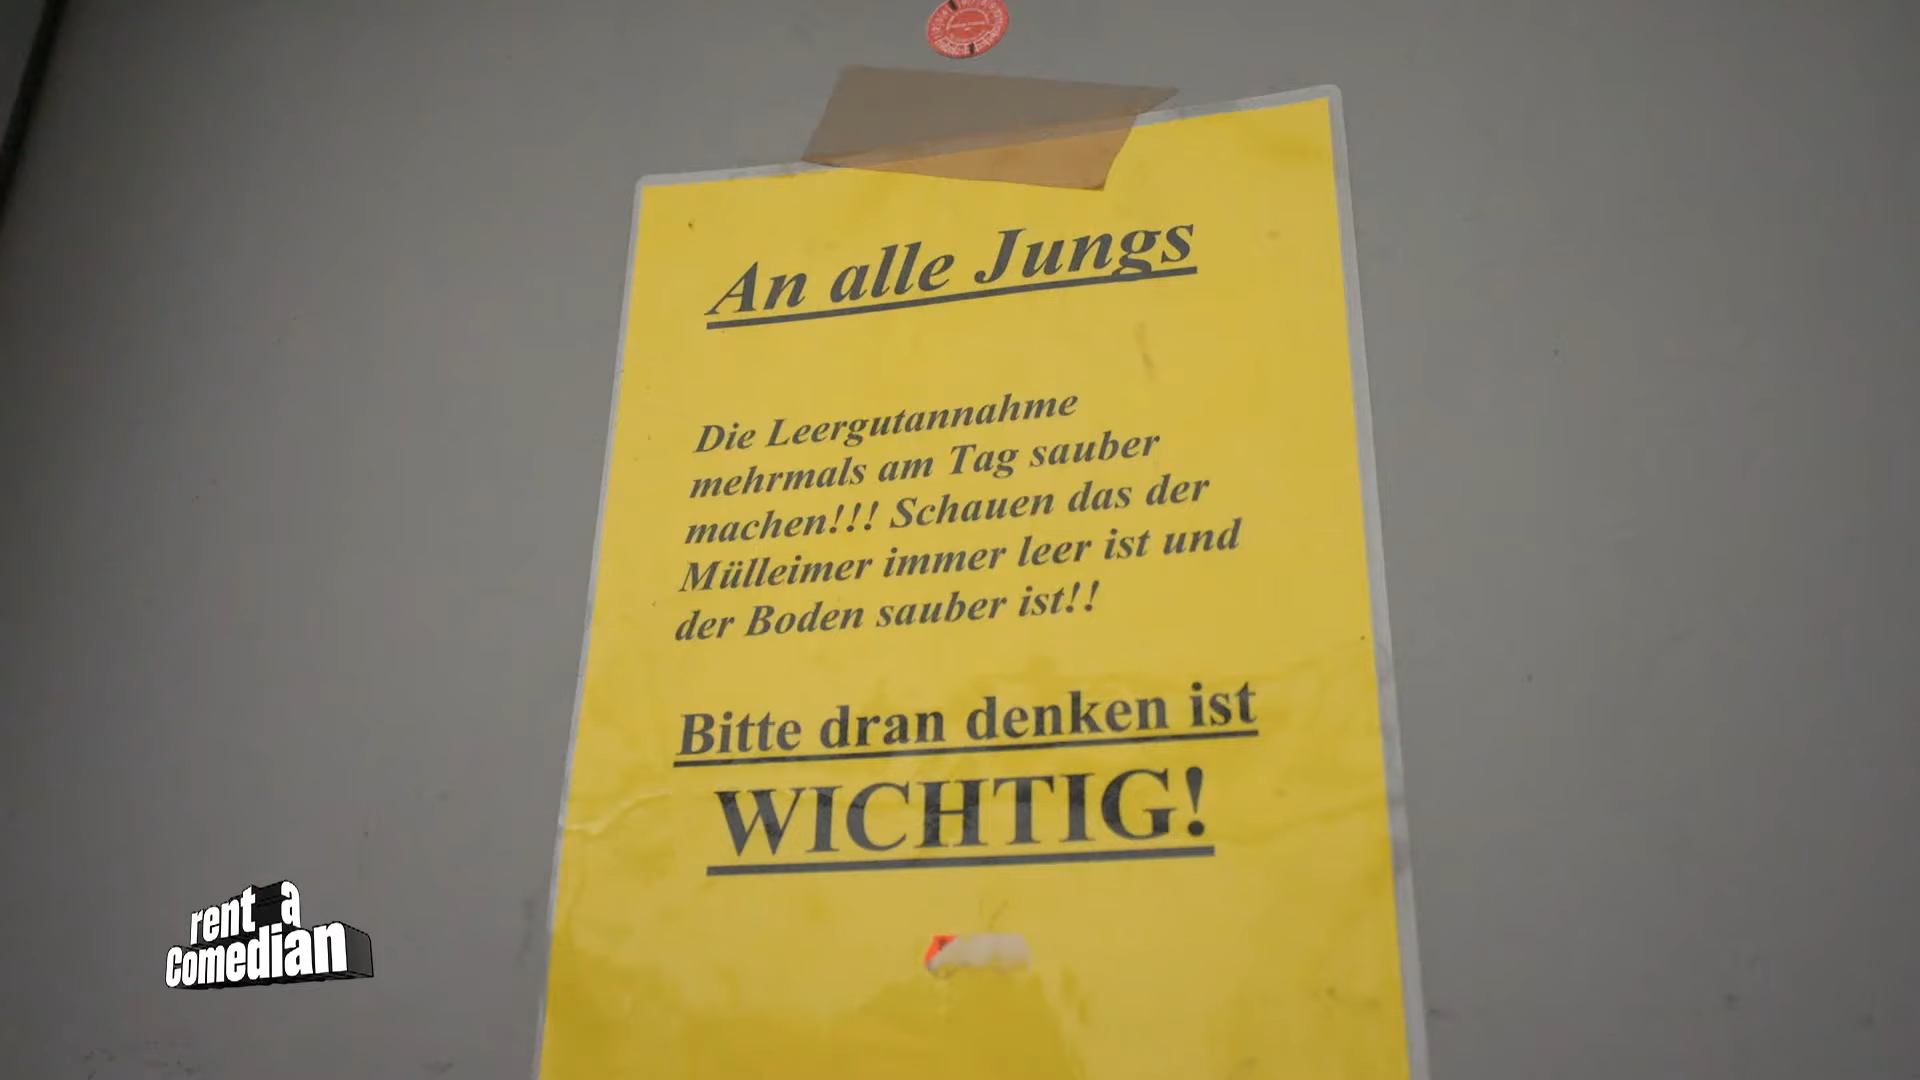 An alle Jungs
Die Leergutannahme
mehrmals am Tag sauber
machen!!! Schauen das der
Mülleimer immer leer ist und
der Boden sauber ist!!
Bitte dran denken ist
WICHTIG!
rent a
Comedian